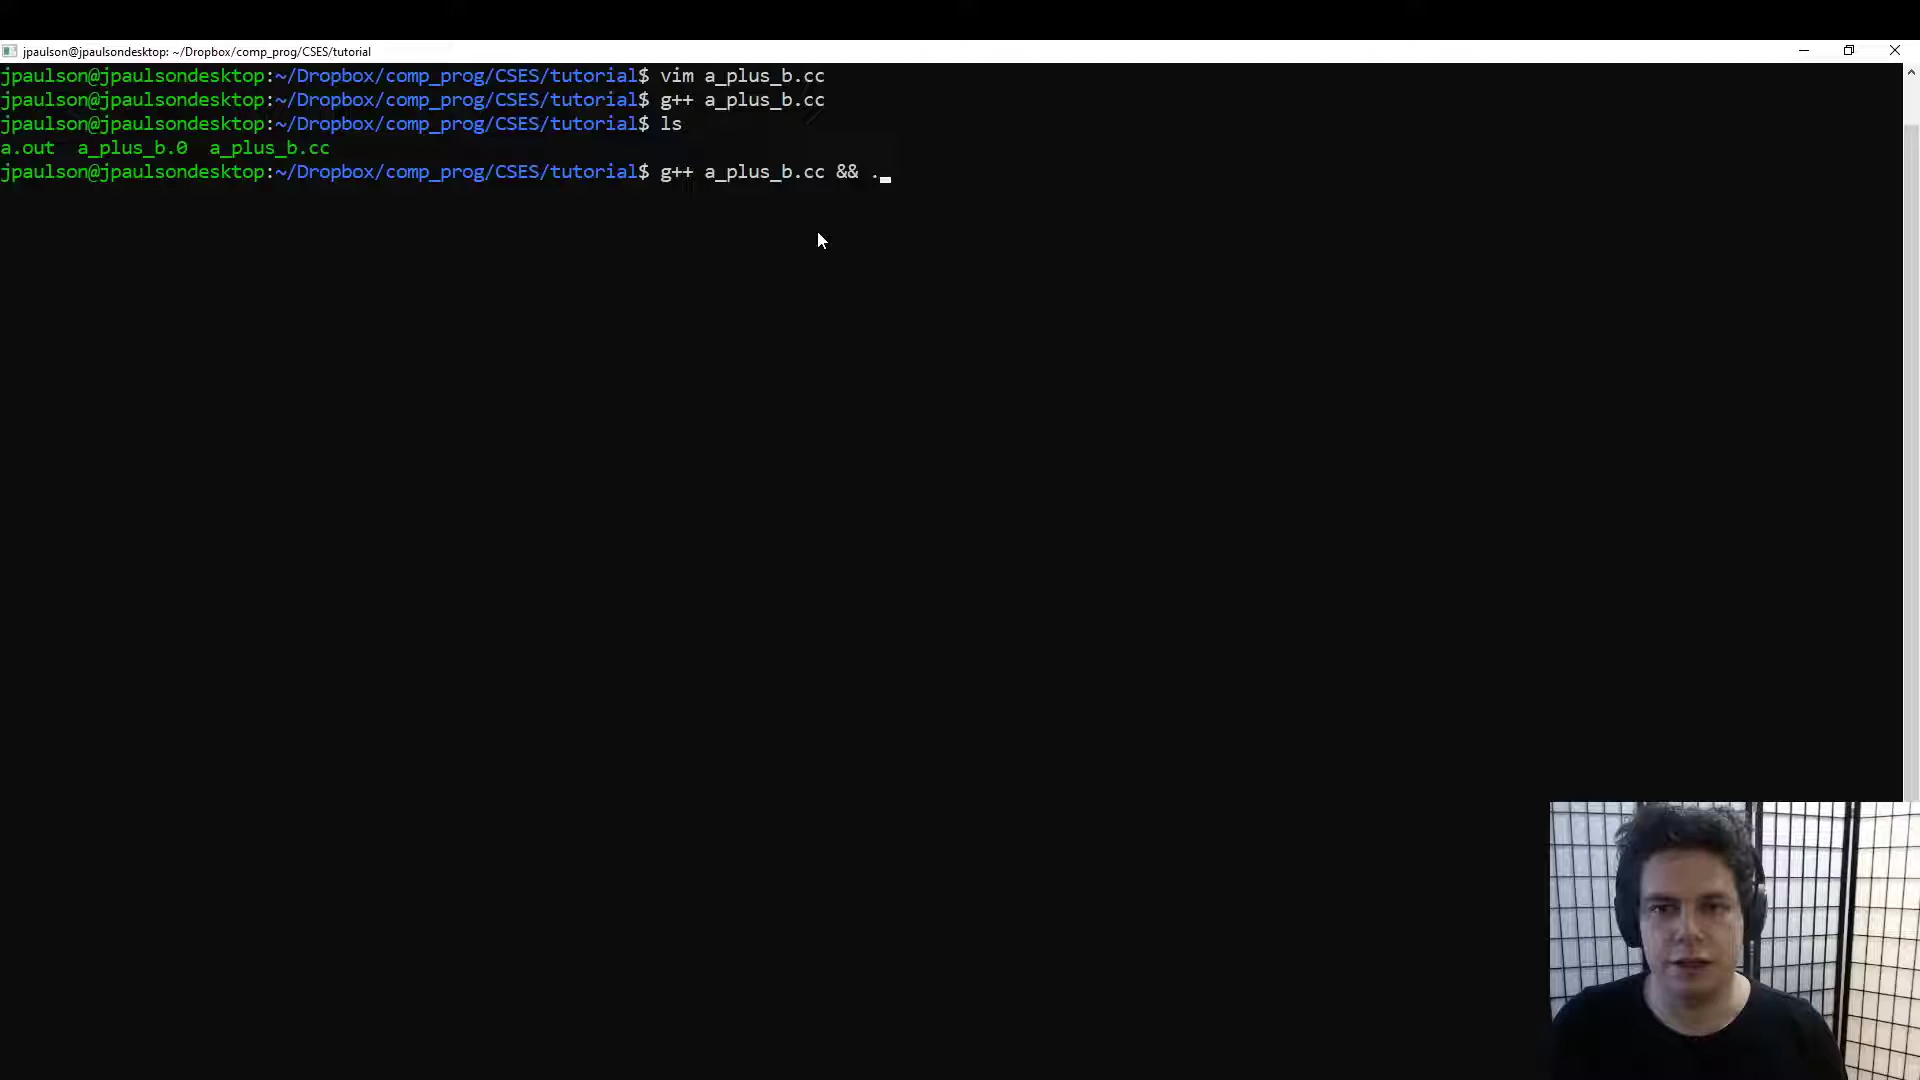 jpaulson@jpaulsondesktop: ~/Dropbox/comp_prog/CSES/tutorial
jpaulson@jpaulsondesktop:~/Dropbox/comp_prog/CSES/tutorial$ vim a_plus_b.cc
jpaulson@jpaulsondesktop:~/Dropbox/comp_prog/CSES/tutorial$ g++ a_plus_b.cc
jpaulson@jpaulsondesktop:~/Dropbox/comp_prog/CSES/tutorial$ ls
a.out  a_plus_b.0  a_plus_b.cc
jpaulson@jpaulsondesktop:~/Dropbox/comp_prog/CSES/tutorial$ g++ a_plus_b.cc && .